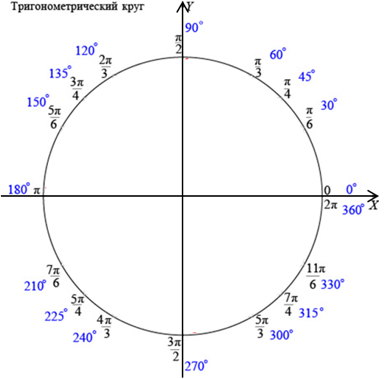 Тригонометрический круг
Y
90°
π/2
120° 2π/3
π/3 60°
135° 3π/4
π/4 45°
150° 5π/6
π/6 30°
180° π
0 0°
2π 360° X
210° 7π/6
11π/6 330°
225° 5π/4
7π/4 315°
240° 4π/3
5π/3 300°
3π/2
270°